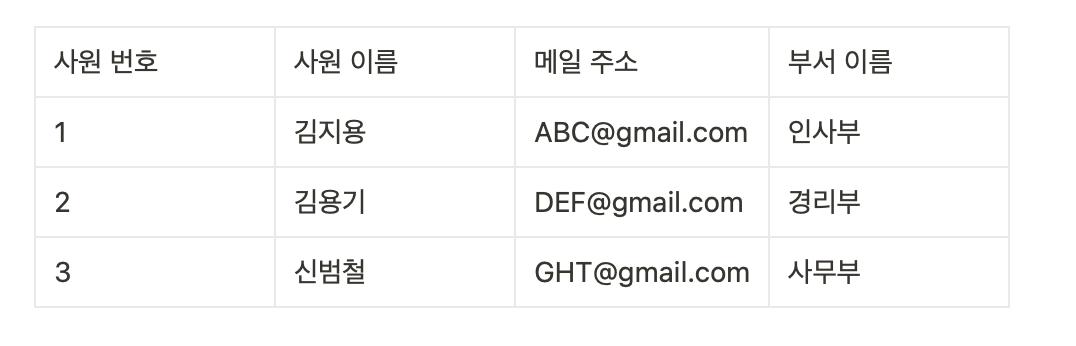 사원 번호 사원 이름 메일 주소 부서 이름
1 김지용 ABC@gmail.com 인사부
2 김용기 DEF@gmail.com 경리부
3 신범철 GHT@gmail.com 사무부